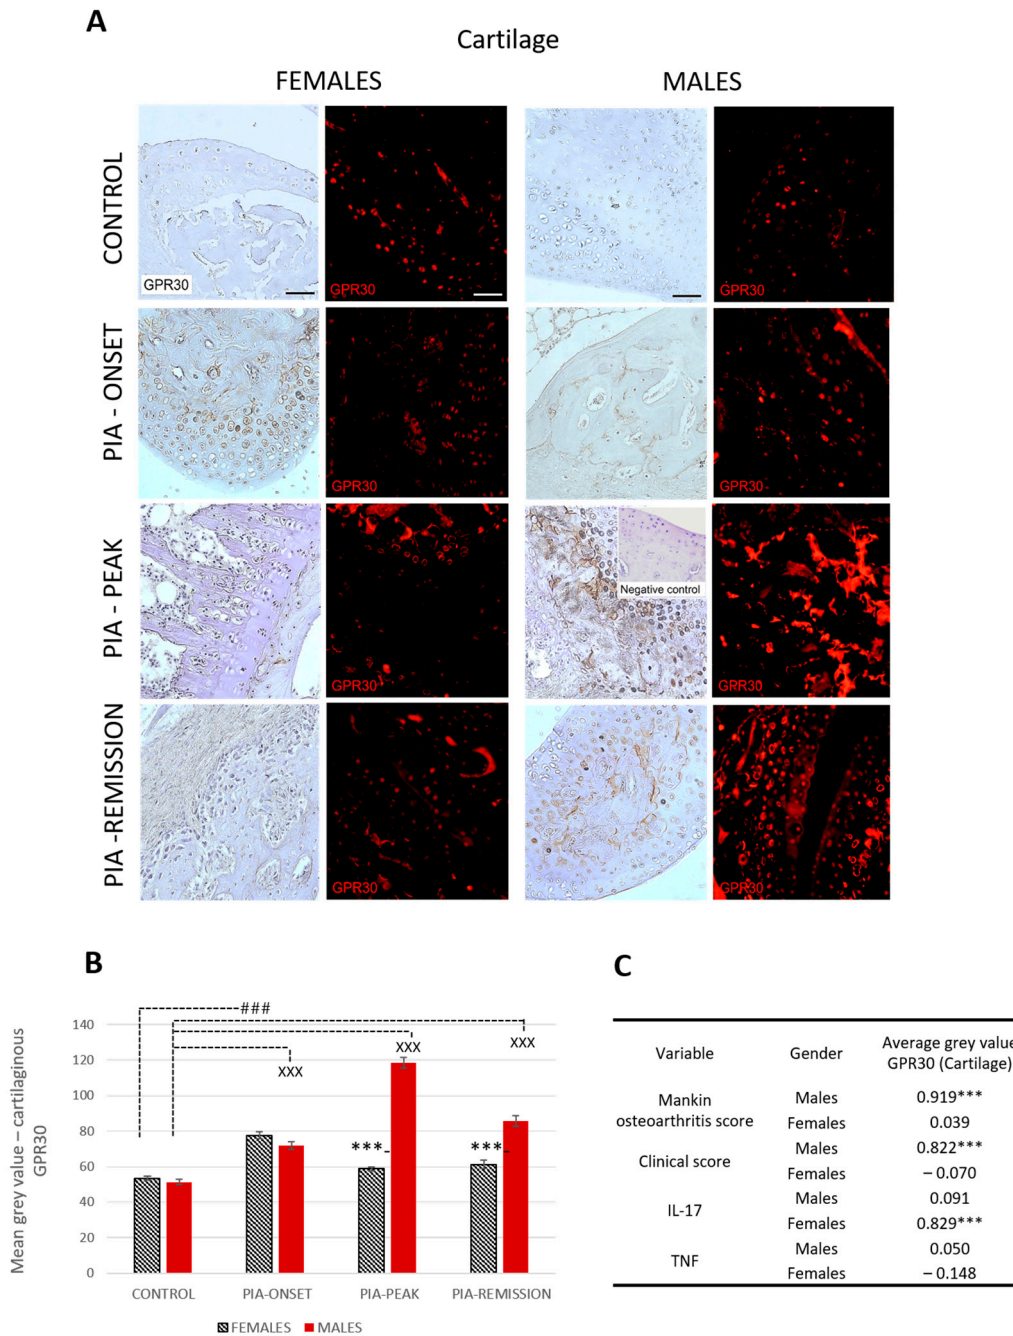 A
Cartilage
FEMALES
MALES
CONTROL
GPR30
GPR30
GPR30
PIA - ONSET
GPR30
GPR30
PIA - PEAK
GPR30
Negative control
GPR30
PIA -REMISSION
GPR30
GPR30
B
Mean grey value – cartilaginous
GPR30
###
XXX
XXX
XXX
***
***
140
120
100
80
60
40
20
0
CONTROL
PIA-ONSET
PIA-PEAK
PIA-REMISSION
FEMALES
MALES
C
Variable Gender Average grey value
GPR30 (Cartilage)
Mankin
osteoarthritis score
Males 0.919***
Females 0.039
Clinical score
Males 0.822***
Females – 0.070
IL-17
Males 0.091
Females 0.829***
TNF
Males 0.050
Females – 0.148